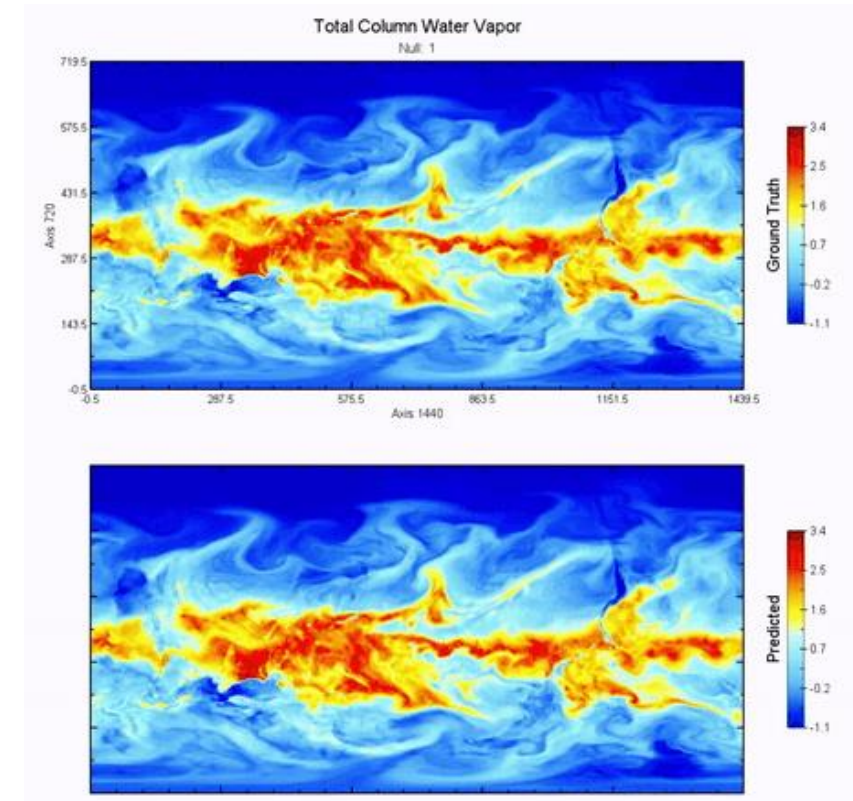 Total Column Water Vapor
Null: 1
719.5
575.5
431.5
287.5
143.5
-0.5
Axis 720
-0.5 287.5 575.5 863.5 1151.5 1439.5
Axis 1440
Ground Truth
3.4
2.5
1.6
0.7
-0.2
-1.1
Predicted
3.4
2.5
1.6
0.7
-0.2
-1.1